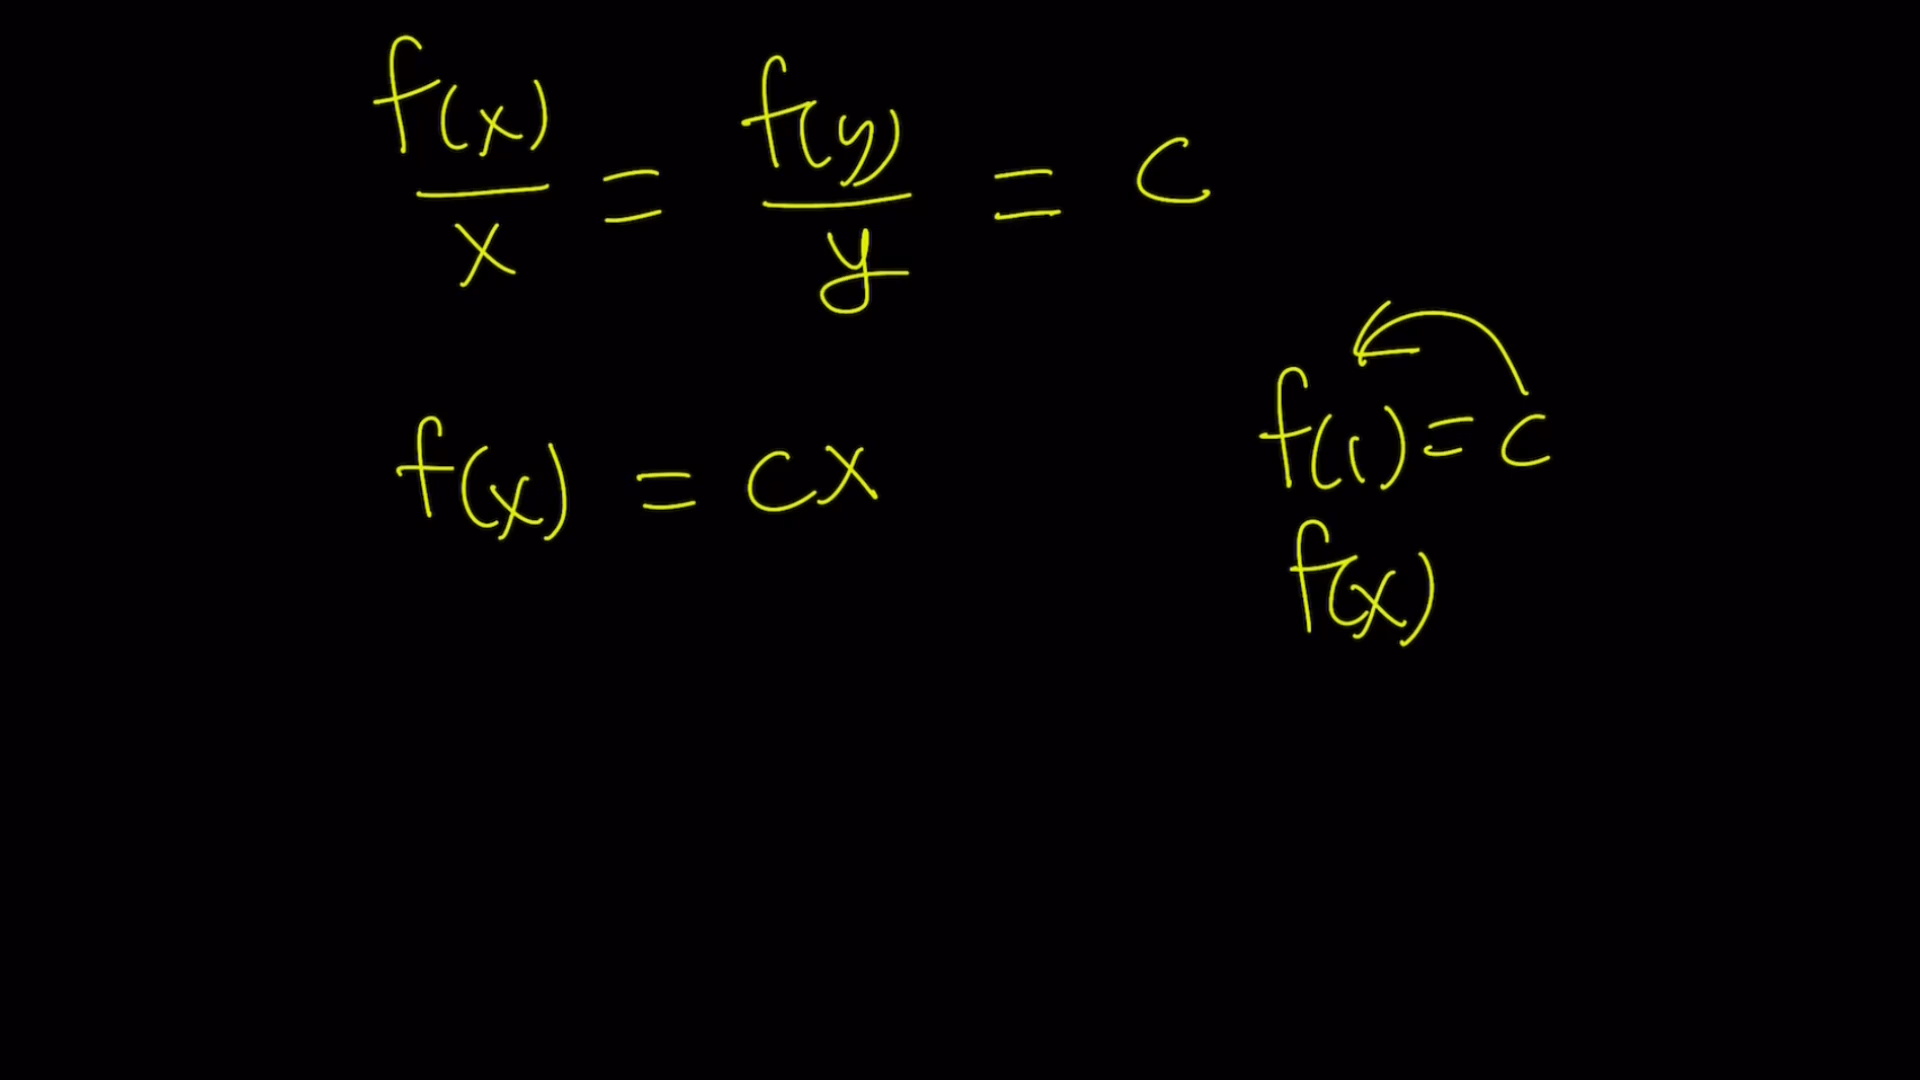 f(x)/x = f(y)/y = c
f(x) = cx
f(1) = c
f(x)